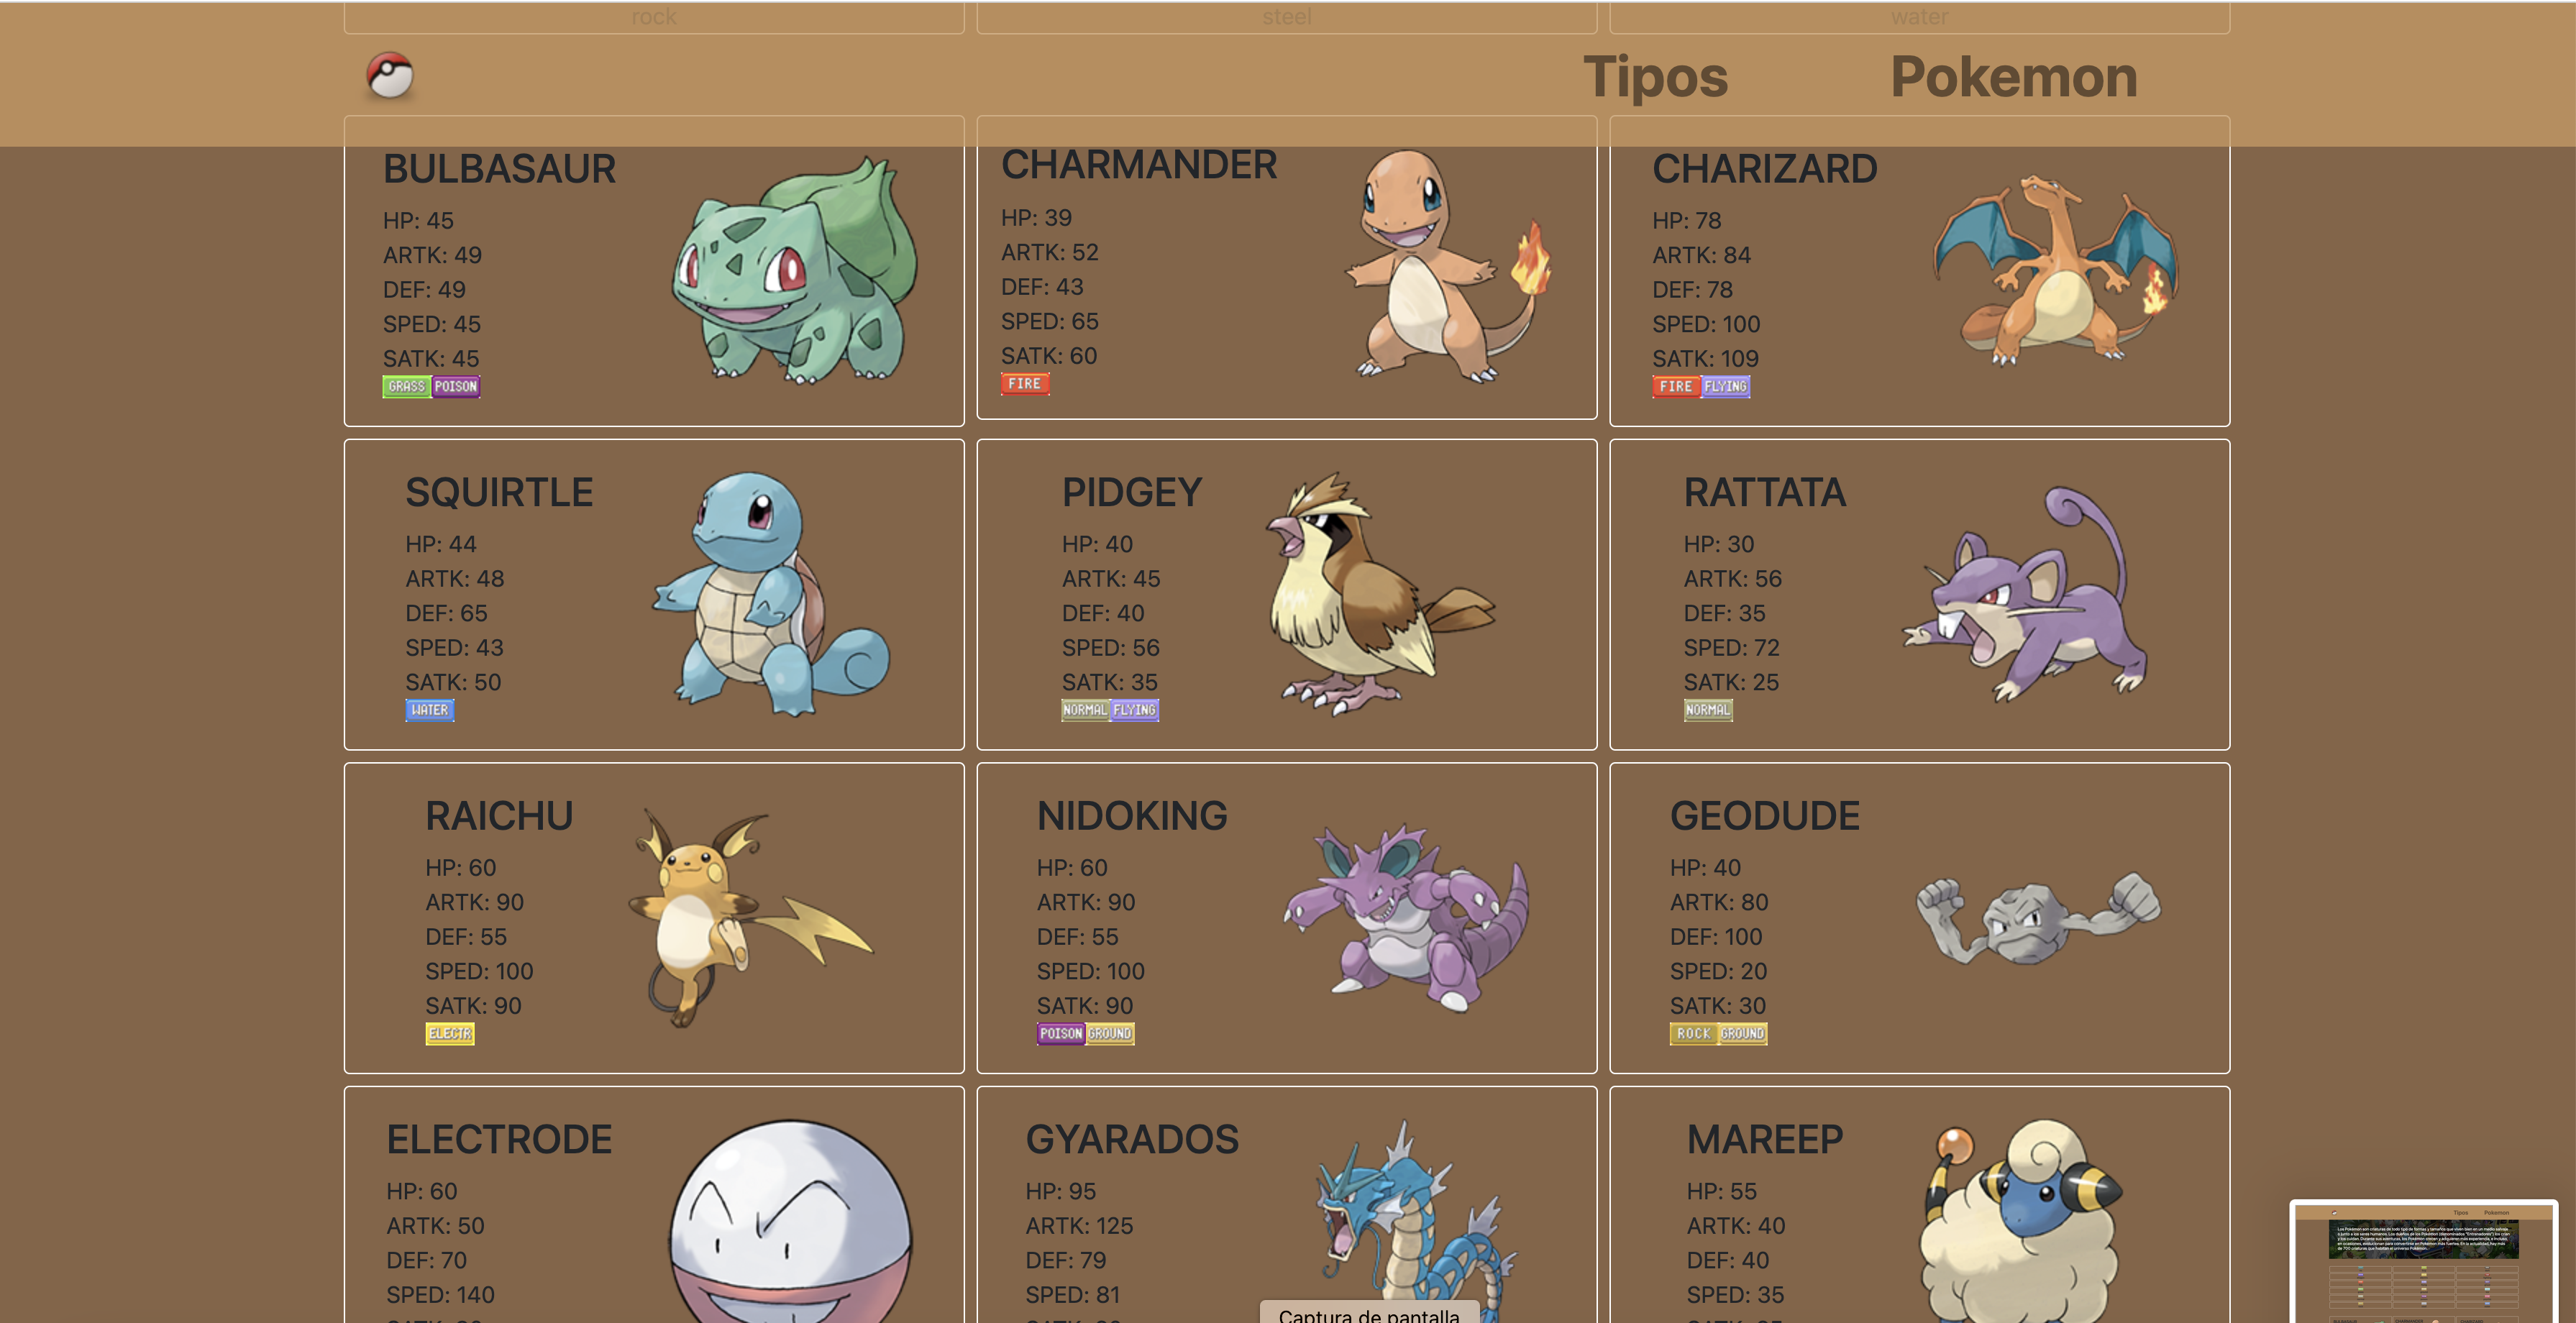 rock
steel
water
Tipos
Pokemon
BULBASAUR
HP: 45
ARTK: 49
DEF: 49
SPED: 45
SATK: 45
GRASS POISON
CHARMANDER
HP: 39
ARTK: 52
DEF: 43
SPED: 65
SATK: 60
FIRE
CHARIZARD
HP: 78
ARTK: 84
DEF: 78
SPED: 100
SATK: 109
FIRE FLYING
SQUIRTLE
HP: 44
ARTK: 48
DEF: 65
SPED: 43
SATK: 50
WATER
PIDGEY
HP: 40
ARTK: 45
DEF: 40
SPED: 56
SATK: 35
NORMAL FLYING
RATTATA
HP: 30
ARTK: 56
DEF: 35
SPED: 72
SATK: 25
NORMAL
RAICHU
HP: 60
ARTK: 90
DEF: 55
SPED: 100
SATK: 90
ELECTR
NIDOKING
HP: 60
ARTK: 90
DEF: 55
SPED: 100
SATK: 90
POISON GROUND
GEODUDE
HP: 40
ARTK: 80
DEF: 100
SPED: 20
SATK: 30
ROCK GROUND
ELECTRODE
HP: 60
ARTK: 50
DEF: 70
SPED: 140
GYARADOS
HP: 95
ARTK: 125
DEF: 79
SPED: 81
MAREEP
HP: 55
ARTK: 40
DEF: 40
SPED: 35
Captura de pantalla
Tipos
Pokemon